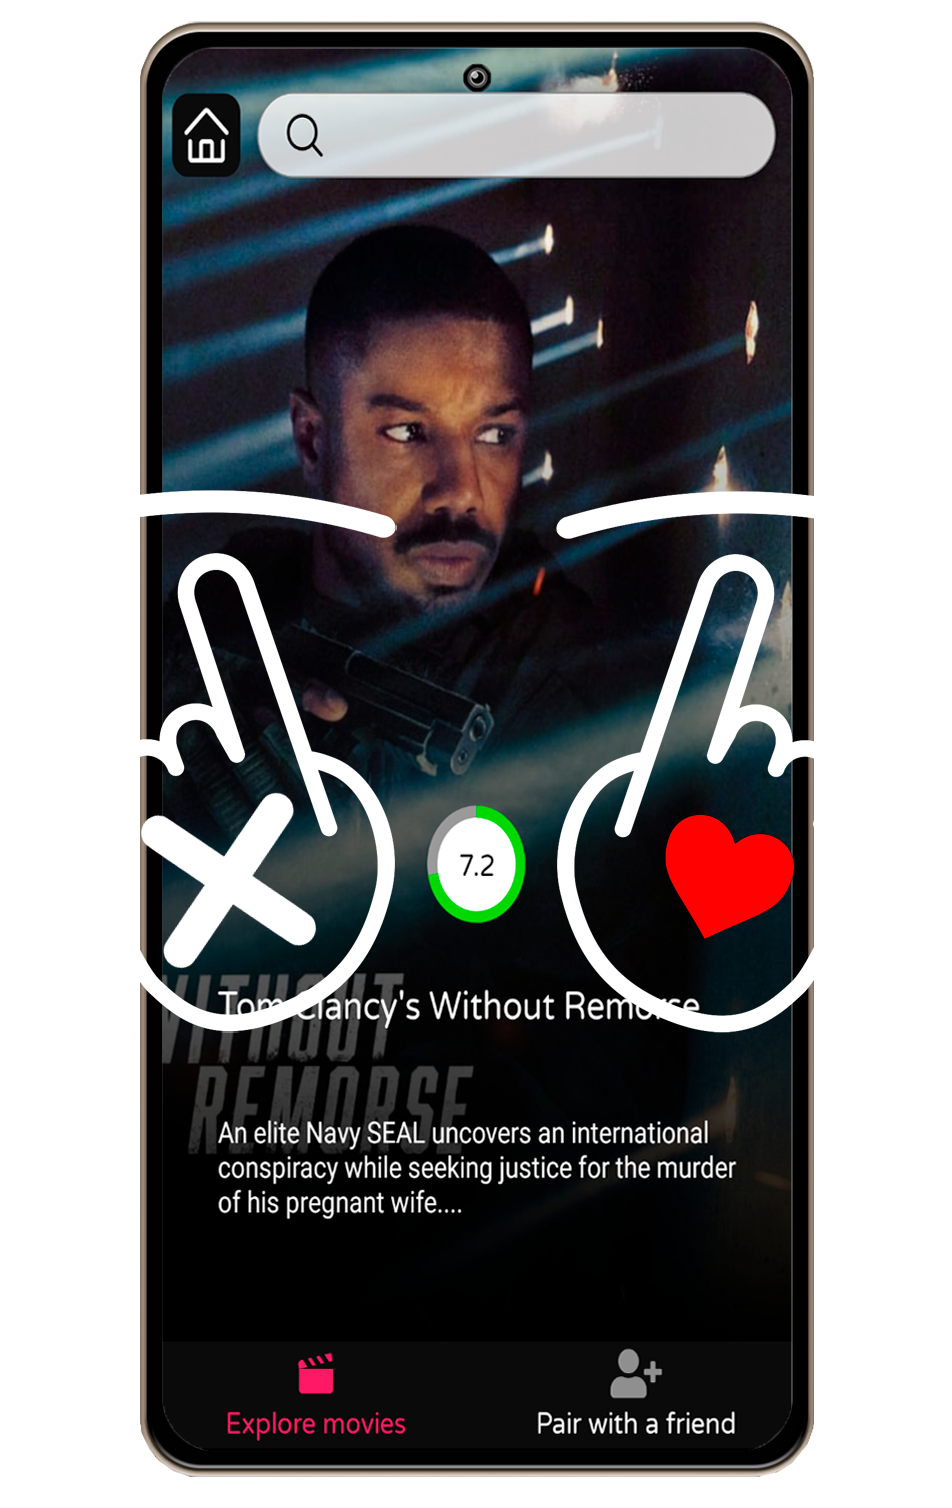 7.2
WITHOUT
Tom Clancy's Without Remorse
REMORSE
An elite Navy SEAL uncovers an international
conspiracy while seeking justice for the murder
of his pregnant wife....
Explore movies
Pair with a friend